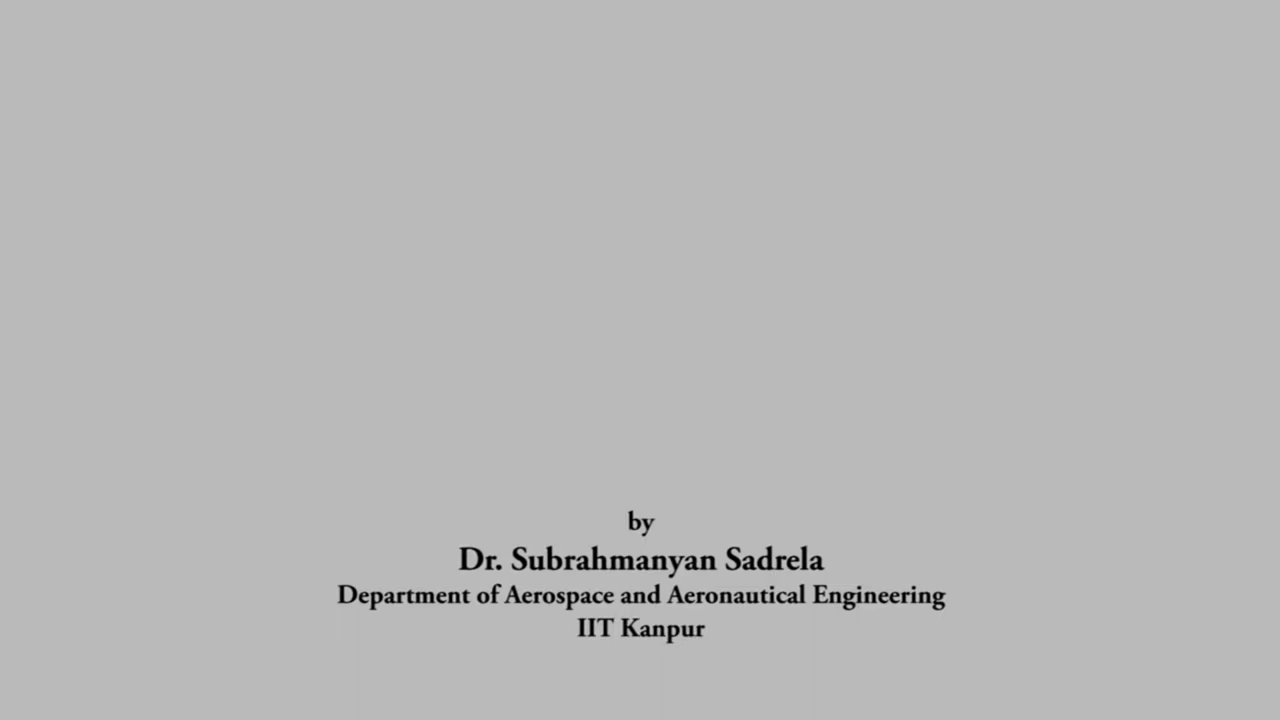 by
Dr. Subrahmanyan Sadrela
Department of Aerospace and Aeronautical Engineering
IIT Kanpur